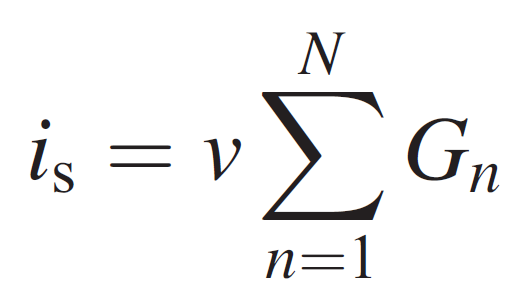 i_s = v \sum_{n=1}^{N} G_n